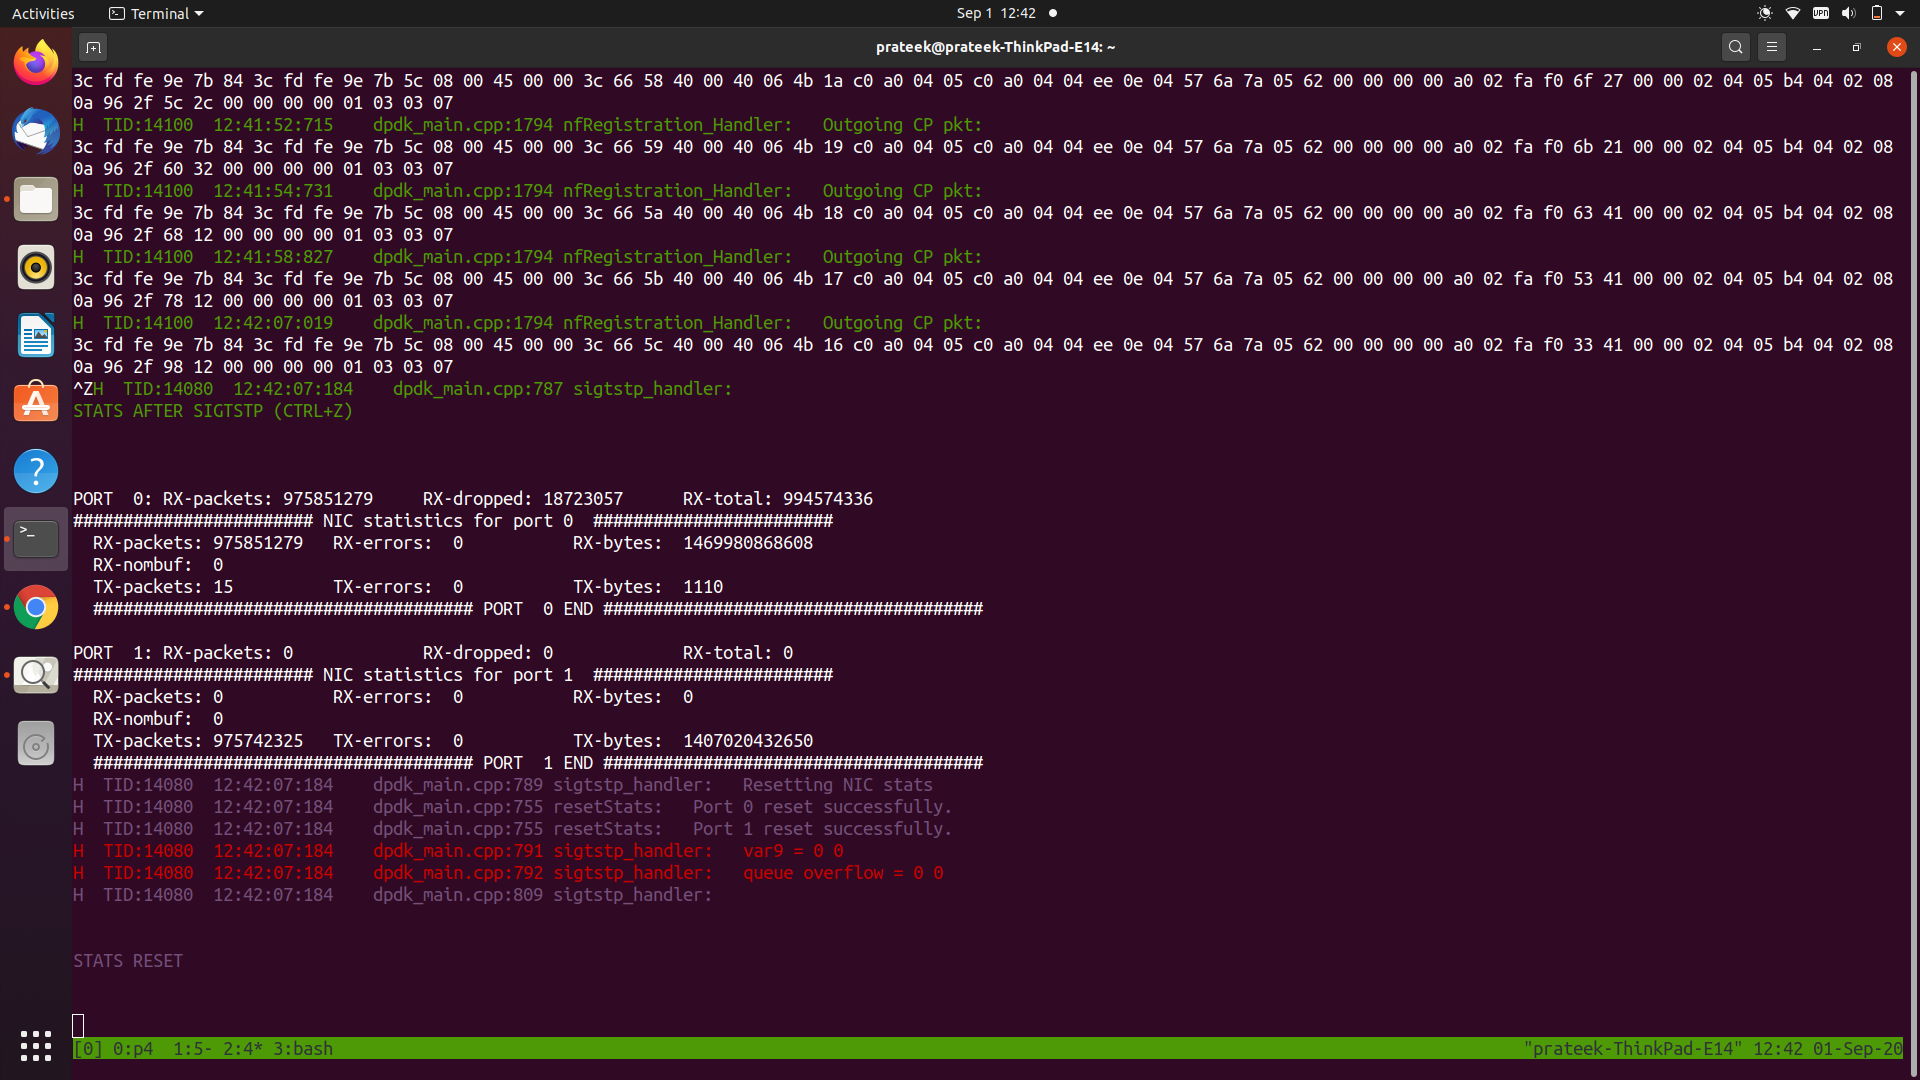 Activities Terminal Sep 1 12:42 VPN
prateek@prateek-ThinkPad-E14: ~
3c fd fe 9e 7b 84 3c fd fe 9e 7b 5c 08 00 45 00 00 3c 66 58 40 00 40 06 4b 1a c0 a0 04 05 c0 a0 04 04 ee 0e 04 57 6a 7a 05 62 00 00 00 00 a0 02 fa f0 6f 27 00 00 02 04 05 b4 04 02 08
0a 96 2f 5c 2c 00 00 00 00 01 03 03 07
H  TID:14100  12:41:52:715    dpdk_main.cpp:1794 nfRegistration_Handler:   Outgoing CP pkt:
3c fd fe 9e 7b 84 3c fd fe 9e 7b 5c 08 00 45 00 00 3c 66 59 40 00 40 06 4b 19 c0 a0 04 05 c0 a0 04 04 ee 0e 04 57 6a 7a 05 62 00 00 00 00 a0 02 fa f0 6b 21 00 00 02 04 05 b4 04 02 08
0a 96 2f 60 32 00 00 00 00 01 03 03 07
H  TID:14100  12:41:54:731    dpdk_main.cpp:1794 nfRegistration_Handler:   Outgoing CP pkt:
3c fd fe 9e 7b 84 3c fd fe 9e 7b 5c 08 00 45 00 00 3c 66 5a 40 00 40 06 4b 18 c0 a0 04 05 c0 a0 04 04 ee 0e 04 57 6a 7a 05 62 00 00 00 00 a0 02 fa f0 63 41 00 00 02 04 05 b4 04 02 08
0a 96 2f 68 12 00 00 00 00 01 03 03 07
H  TID:14100  12:41:58:827    dpdk_main.cpp:1794 nfRegistration_Handler:   Outgoing CP pkt:
3c fd fe 9e 7b 84 3c fd fe 9e 7b 5c 08 00 45 00 00 3c 66 5b 40 00 40 06 4b 17 c0 a0 04 05 c0 a0 04 04 ee 0e 04 57 6a 7a 05 62 00 00 00 00 a0 02 fa f0 53 41 00 00 02 04 05 b4 04 02 08
0a 96 2f 78 12 00 00 00 00 01 03 03 07
H  TID:14100  12:42:07:019    dpdk_main.cpp:1794 nfRegistration_Handler:   Outgoing CP pkt:
3c fd fe 9e 7b 84 3c fd fe 9e 7b 5c 08 00 45 00 00 3c 66 5c 40 00 40 06 4b 16 c0 a0 04 05 c0 a0 04 04 ee 0e 04 57 6a 7a 05 62 00 00 00 00 a0 02 fa f0 33 41 00 00 02 04 05 b4 04 02 08
0a 96 2f 98 12 00 00 00 00 01 03 03 07
^ZH  TID:14080  12:42:07:184    dpdk_main.cpp:787 sigtstp_handler:
STATS AFTER SIGTSTP (CTRL+Z)
PORT  0: RX-packets: 975851279     RX-dropped: 18723057      RX-total: 994574336
######################## NIC statistics for port 0  ########################
RX-packets: 975851279   RX-errors:  0           RX-bytes:  1469980868608
RX-nombuf:  0
TX-packets: 15          TX-errors:  0           TX-bytes:  1110
###################################### PORT  0 END ######################################
PORT  1: RX-packets: 0             RX-dropped: 0             RX-total: 0
######################## NIC statistics for port 1  ########################
RX-packets: 0           RX-errors:  0           RX-bytes:  0
RX-nombuf:  0
TX-packets: 975742325   TX-errors:  0           TX-bytes:  1407020432650
###################################### PORT  1 END ######################################
H  TID:14080  12:42:07:184    dpdk_main.cpp:789 sigtstp_handler:   Resetting NIC stats
H  TID:14080  12:42:07:184    dpdk_main.cpp:755 resetStats:   Port 0 reset successfully.
H  TID:14080  12:42:07:184    dpdk_main.cpp:755 resetStats:   Port 1 reset successfully.
H  TID:14080  12:42:07:184    dpdk_main.cpp:791 sigtstp_handler:   var9 = 0 0
H  TID:14080  12:42:07:184    dpdk_main.cpp:792 sigtstp_handler:   queue overflow = 0 0
H  TID:14080  12:42:07:184    dpdk_main.cpp:809 sigtstp_handler:
STATS RESET
[0] 0:p4  1:5- 2:4* 3:bash "prateek-ThinkPad-E14" 12:42 01-Sep-20